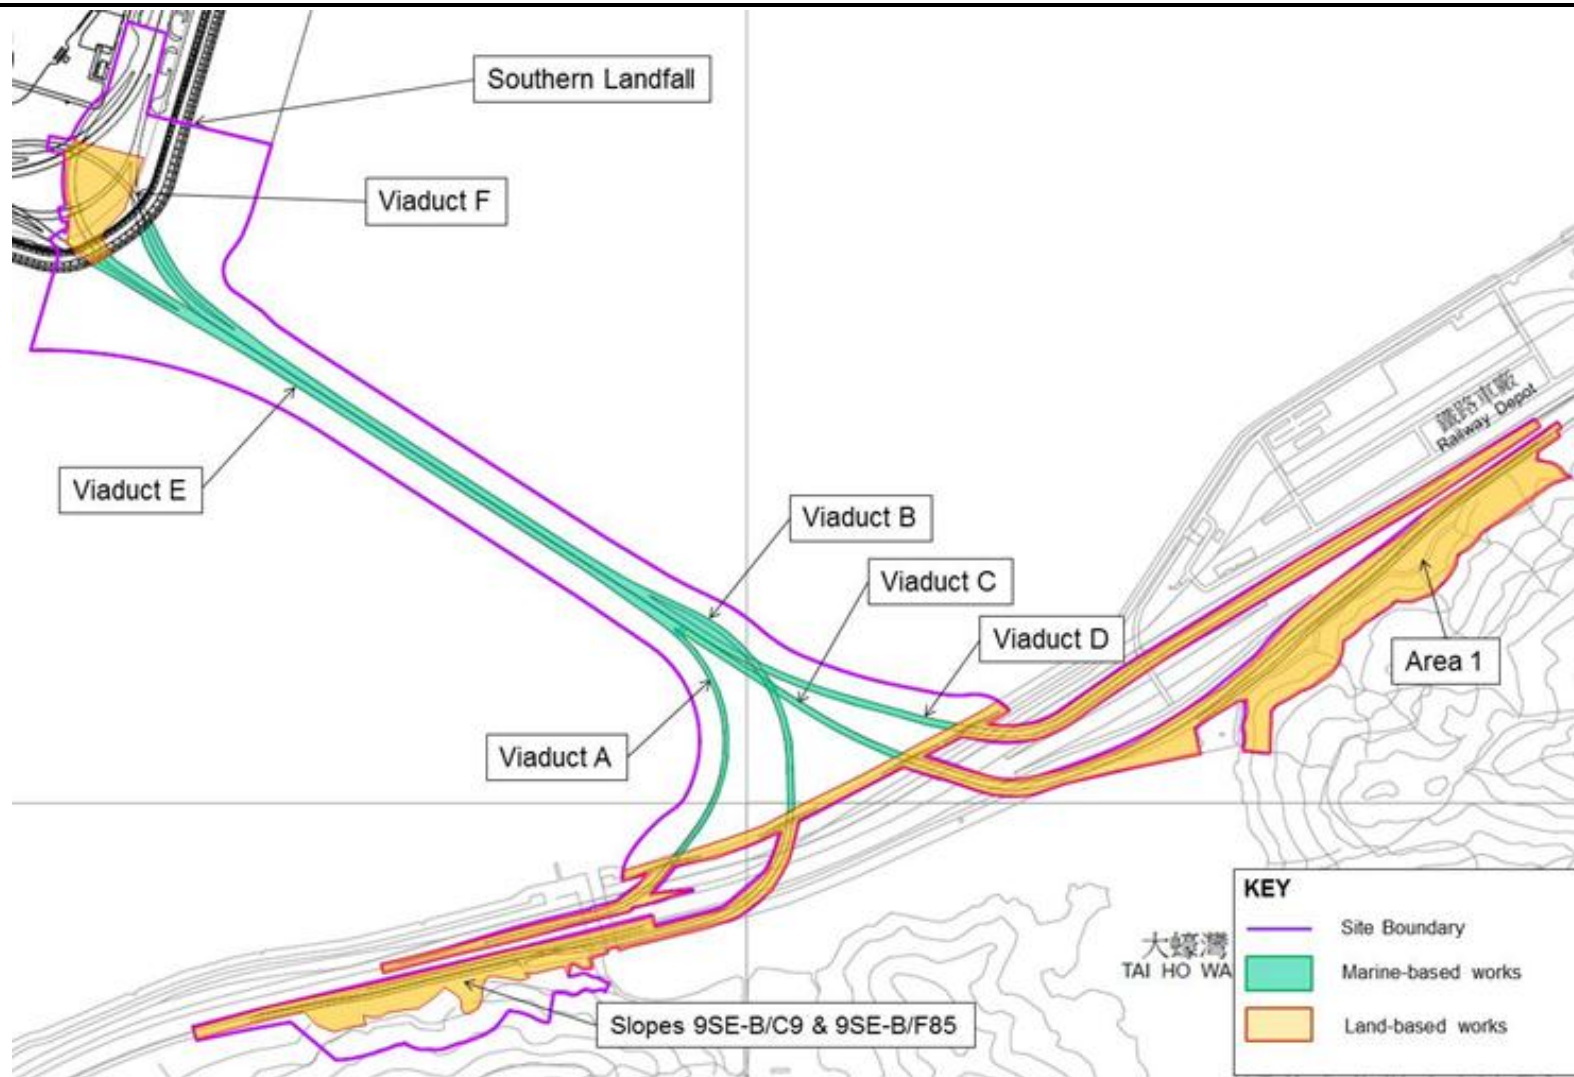 Southern Landfall
Viaduct F
鐵路車廠
Railway Depot
Viaduct E
Viaduct B
Viaduct C
Viaduct D
Area 1
Viaduct A
大蠔灣
TAI HO WA
Slopes 9SE-B/C9 & 9SE-B/F85
KEY
Site Boundary
Marine-based works
Land-based works